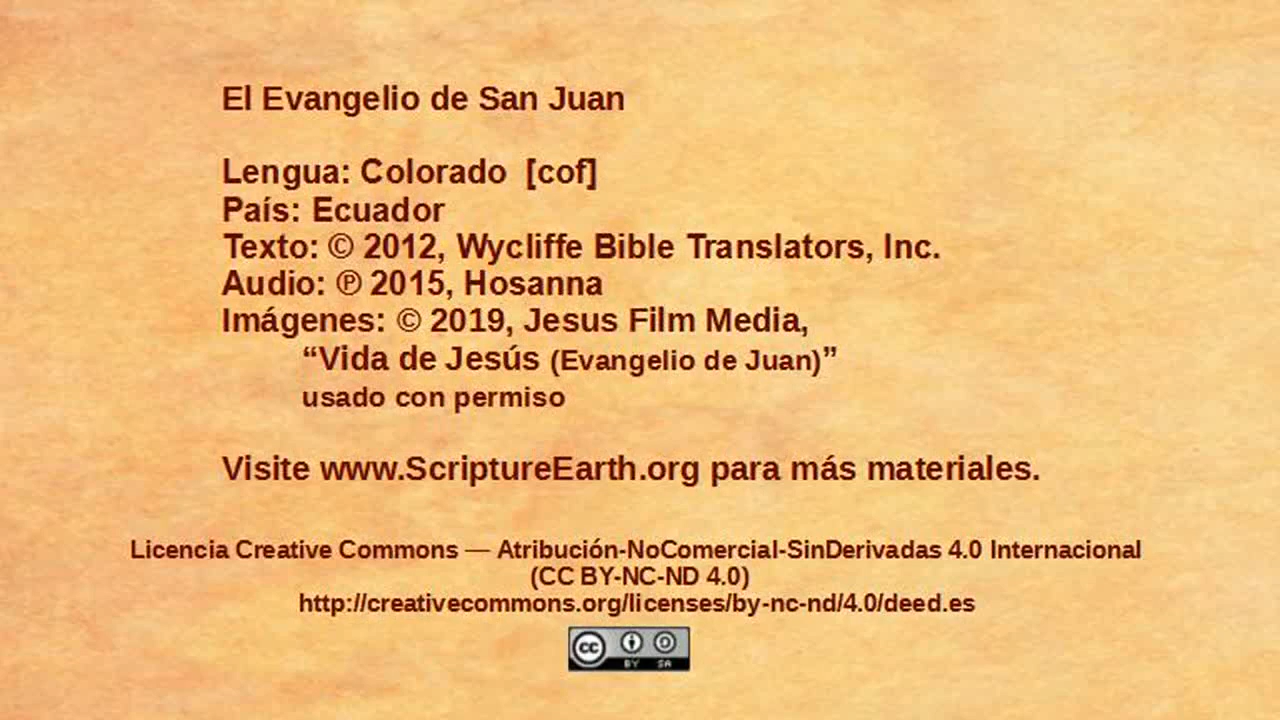 El Evangelio de San Juan
Lengua: Colorado [cof]
País: Ecuador
Texto: © 2012, Wycliffe Bible Translators, Inc.
Audio: ℗ 2015, Hosanna
Imágenes: © 2019, Jesus Film Media,
“Vida de Jesús (Evangelio de Juan)”
usado con permiso
Visite www.ScriptureEarth.org para más materiales.
Licencia Creative Commons — Atribución-NoComercial-SinDerivadas 4.0 Internacional
(CC BY-NC-ND 4.0)
http://creativecommons.org/licenses/by-nc-nd/4.0/deed.es
cc BY SA